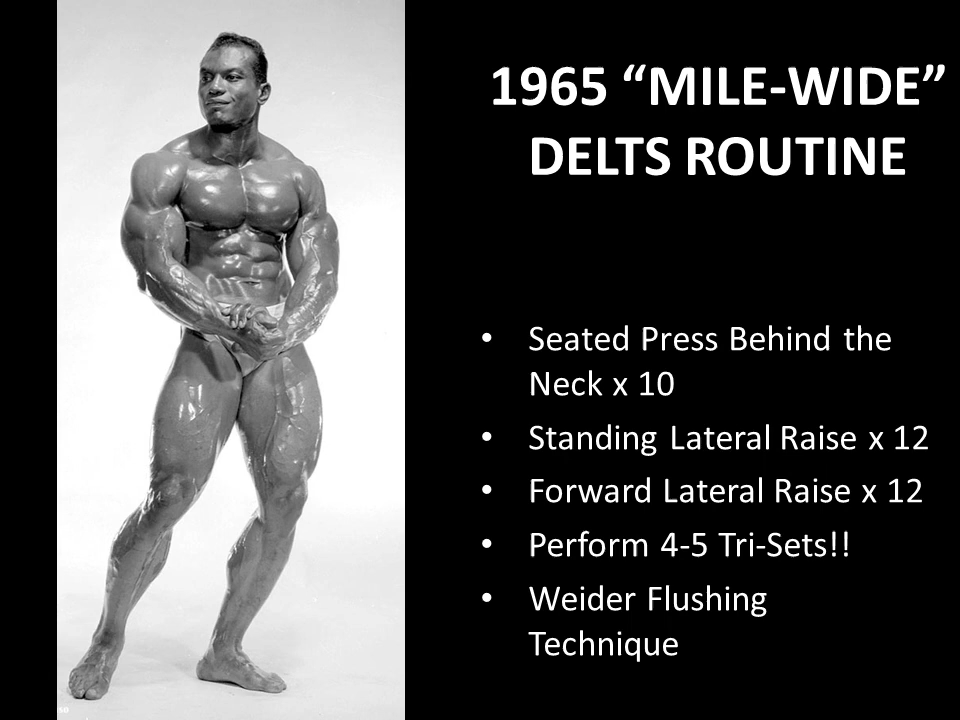 1965 “MILE-WIDE”
DELTS ROUTINE
• Seated Press Behind the
Neck x 10
• Standing Lateral Raise x 12
• Forward Lateral Raise x 12
• Perform 4-5 Tri-Sets!!
• Weider Flushing
Technique